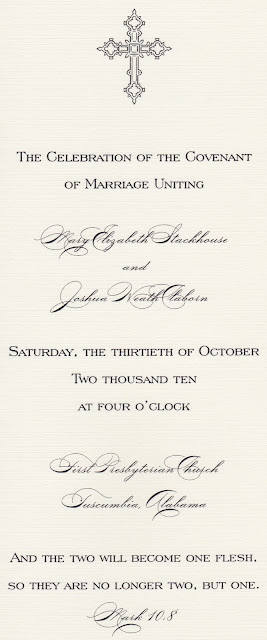 The Celebration of the Covenant
of Marriage Uniting
Mary Elizabeth Stackhouse
and
Joshua Heath Claborn
Saturday, the thirtieth of October
Two thousand ten
at four o'clock
First Presbyterian Church
Tuscumbia, Alabama
And the two will become one flesh,
so they are no longer two, but one.
Mark 10:8